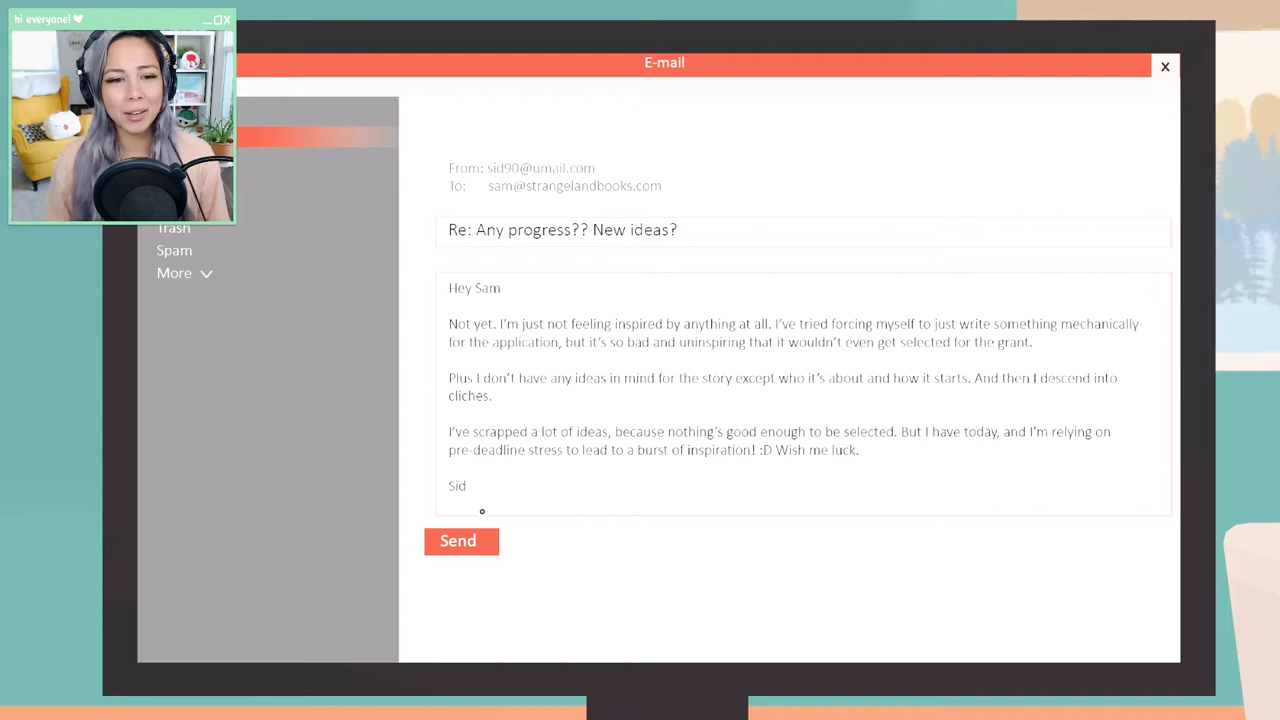 hi everyone!
E-mail
X
Trash
Spam
More
From: sid90@umail.com
To: sam@strangelandbooks.com
Re: Any progress?? New ideas?
Hey Sam
Not yet. I'm just not feeling inspired by anything at all. I've tried forcing myself to just write something mechanically
for the application, but it's so bad and uninspiring that it wouldn't even get selected for the grant.
Plus I don't have any ideas in mind for the story except who it's about and how it starts. And then I descend into
cliches.
I've scrapped a lot of ideas, because nothing's good enough to be selected. But I have today, and I'm relying on
pre-deadline stress to lead to a burst of inspiration! :D Wish me luck.
Sid
Send